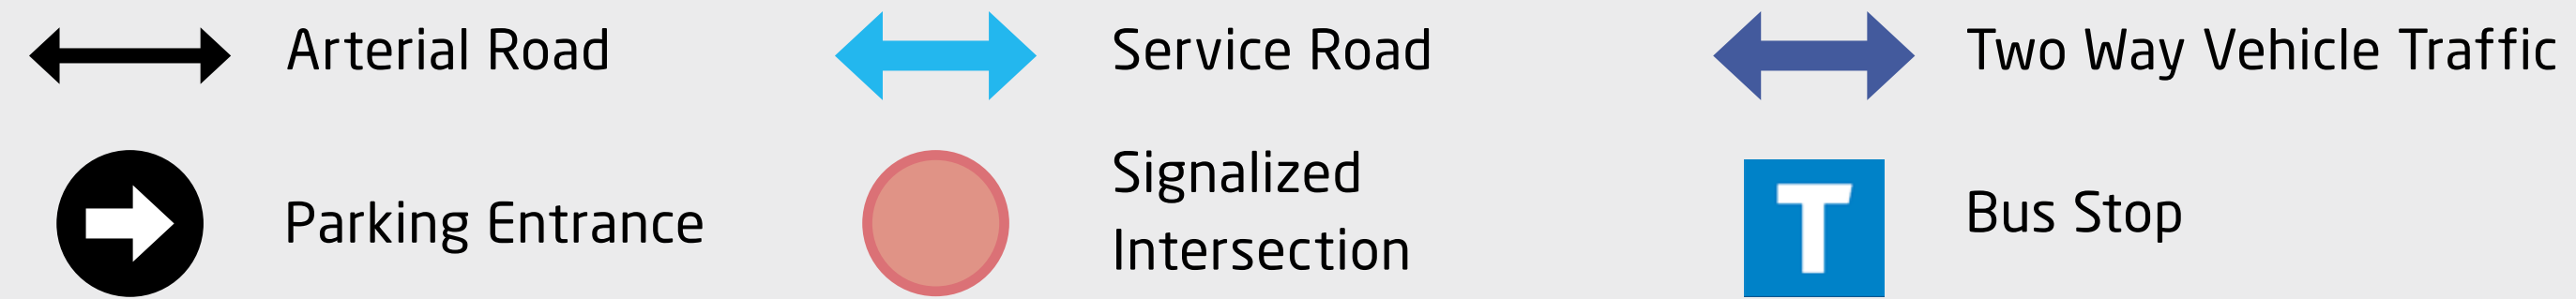 Arterial Road
Service Road
Two Way Vehicle Traffic
Parking Entrance
Signalized
Intersection
T
Bus Stop